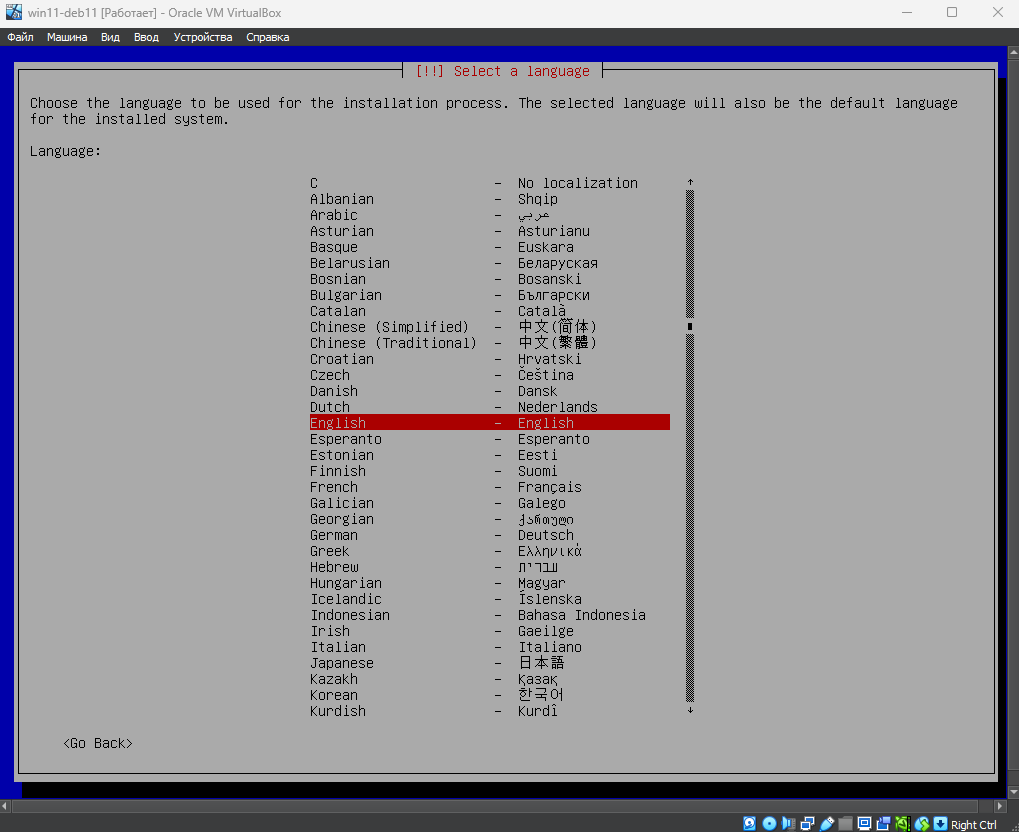 win11-deb11 [Работает] - Oracle VM VirtualBox
Файл Машина Вид Ввод Устройства Справка
[!!] Select a language
Choose the language to be used for the installation process. The selected language will also be the default language
for the installed system.
Language:
C - No localization
Albanian - Shqip
Arabic - عربي
Asturian - Asturianu
Basque - Euskara
Belarusian - Беларуская
Bosnian - Bosanski
Bulgarian - Български
Catalan - Català
Chinese (Simplified) - 中文(简体)
Chinese (Traditional) - 中文(繁體)
Croatian - Hrvatski
Czech - Čeština
Danish - Dansk
Dutch - Nederlands
English - English
Esperanto - Esperanto
Estonian - Eesti
Finnish - Suomi
French - Français
Galician - Galego
Georgian - ქართული
German - Deutsch
Greek - Ελληνικά
Hebrew - עברית
Hungarian - Magyar
Icelandic - Íslenska
Indonesian - Bahasa Indonesia
Irish - Gaeilge
Italian - Italiano
Japanese - 日本語
Kazakh - Қазақ
Korean - 한국어
Kurdish - Kurdî
<Go Back>
Right Ctrl